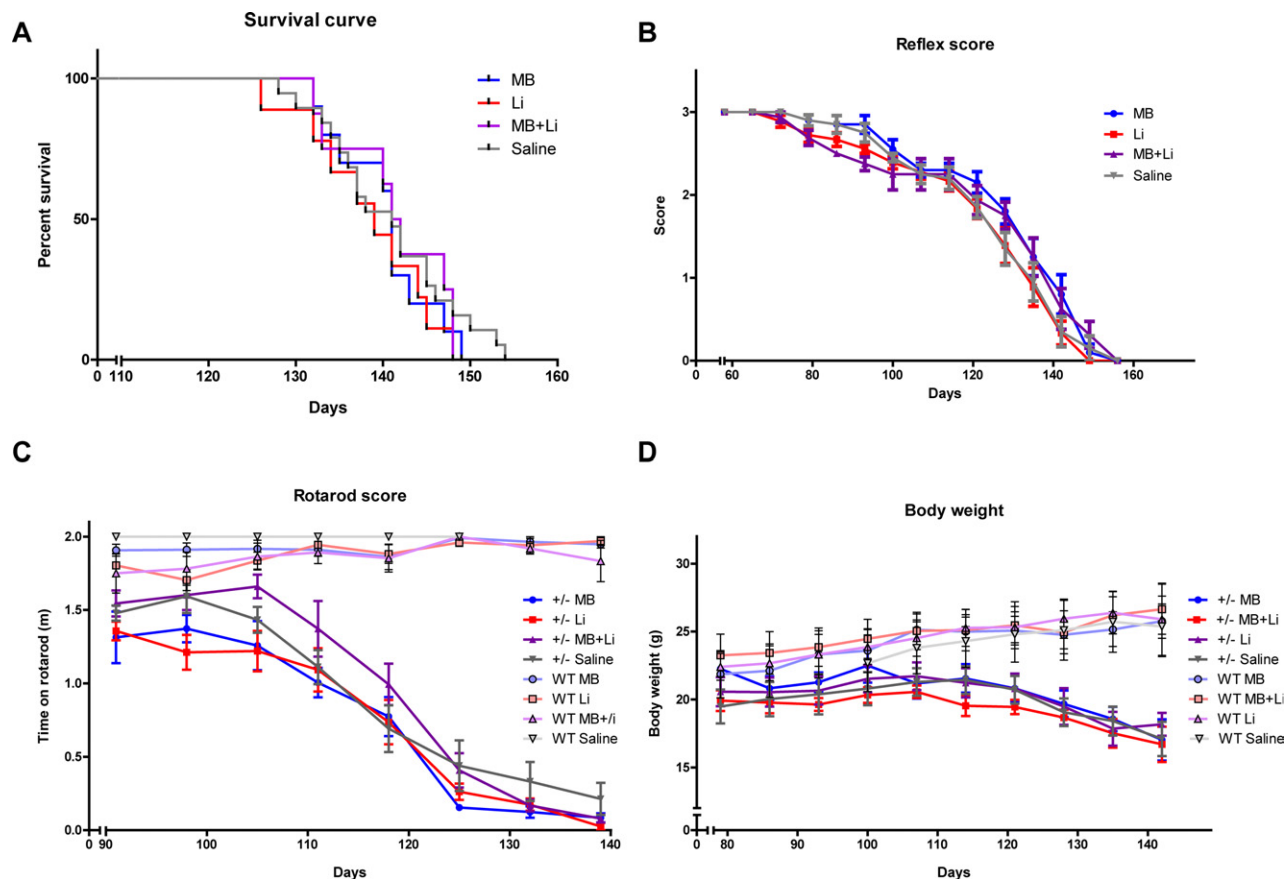 A
Survival curve
Percent survival
100
50
0
0 110 120 130 140 150 160
Days
MB
Li
MB+Li
Saline
B
Reflex score
Score
3
2
1
0
0 60 80 100 120 140 160
Days
MB
Li
MB+Li
Saline
C
Rotarod score
Time on rotarod (m)
2.0
1.5
1.0
0.5
0.0
0 90 100 110 120 130 140
Days
+/- MB
+/- Li
+/- MB+Li
+/- Saline
WT MB
WT Li
WT MB+/i
WT Saline
D
Body weight
Body weight (g)
30
25
20
15
0
0 80 90 100 110 120 130 140
Days
+/- MB
+/- MB+Li
+/- Li
+/- Saline
WT MB
WT MB+Li
WT Li
WT Saline